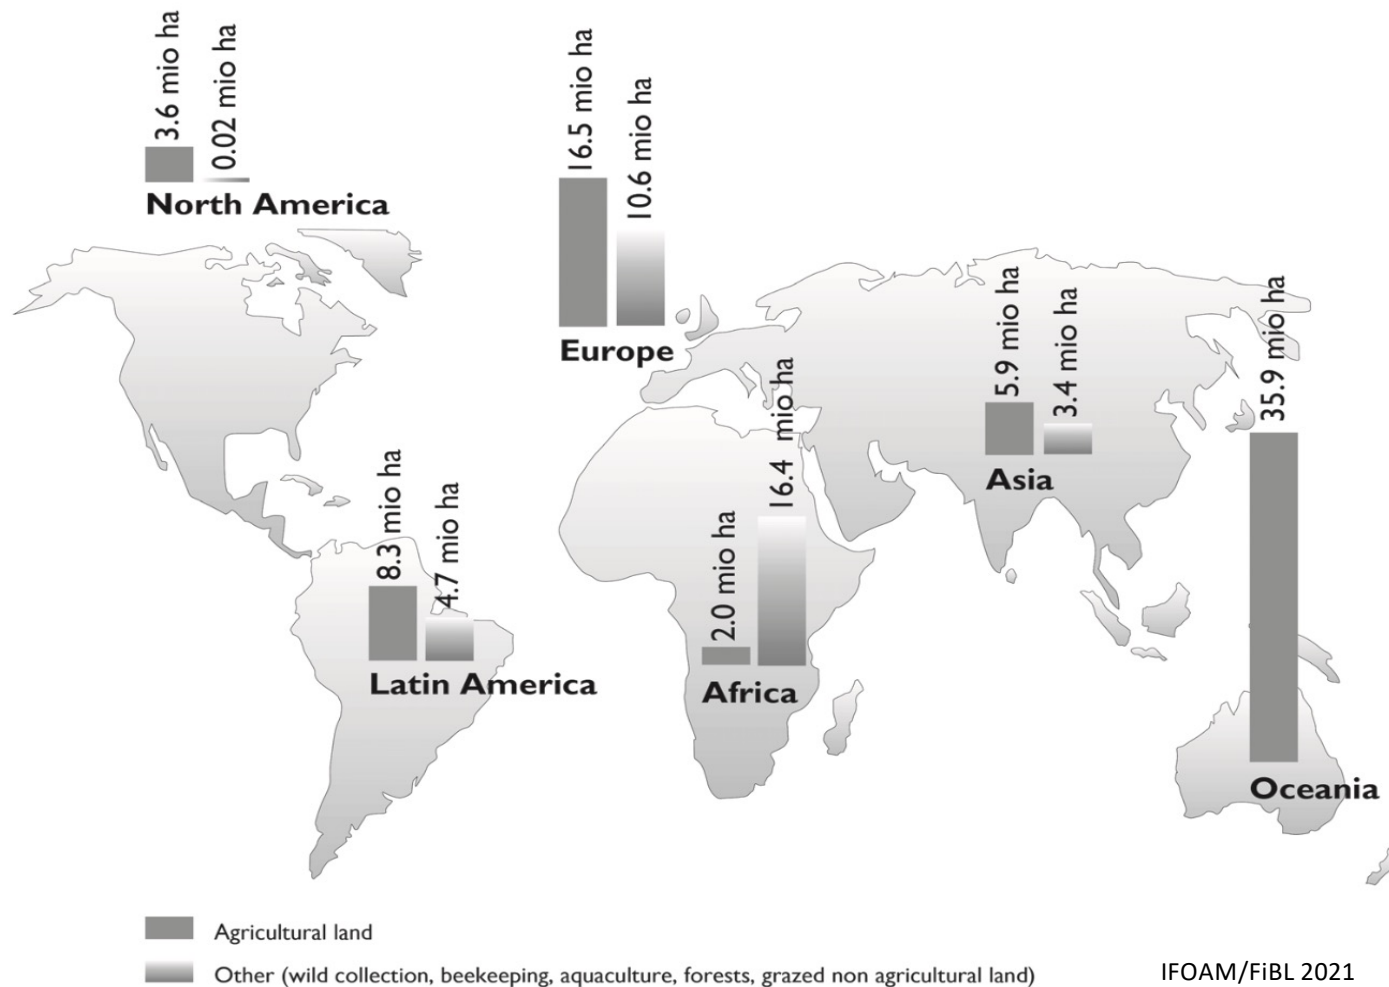 3.6 mio ha
0.02 mio ha
North America
16.5 mio ha
10.6 mio ha
Europe
5.9 mio ha
3.4 mio ha
Asia
35.9 mio ha
Oceania
8.3 mio ha
4.7 mio ha
Latin America
2.0 mio ha
16.4 mio ha
Africa
Agricultural land
Other (wild collection, beekeeping, aquaculture, forests, grazed non agricultural land)
IFOAM/FiBL 2021